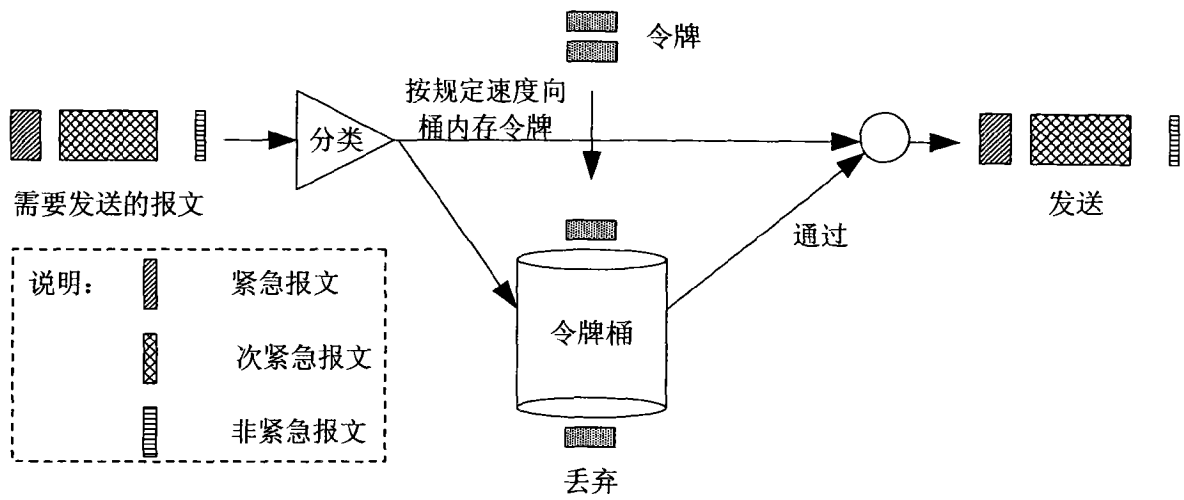 令牌
按规定速度向
桶内存令牌
分类
需要发送的报文
发送
通过
说明：
紧急报文
次紧急报文
非紧急报文
令牌桶
丢弃